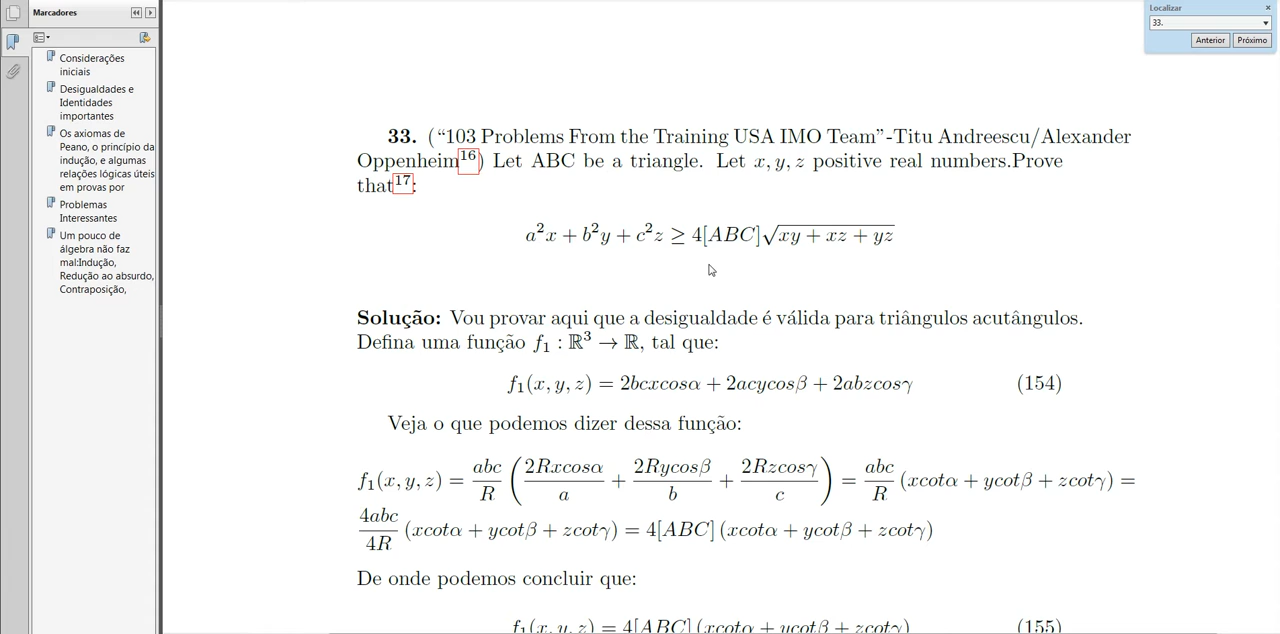 Marcadores
Considerações
iniciais
Desigualdades e
Identidades
importantes
Os axiomas de
Peano, o princípio da
indução, e algumas
relações lógicas úteis
em provas por
Problemas
Interessantes
Um pouco de
álgebra não faz
mal:Indução,
Redução ao absurdo,
Contraposição,
Localizar
33.
Anterior Próximo
33. (“103 Problems From the Training USA IMO Team”-Titu Andreescu/Alexander
Oppenheim16) Let ABC be a triangle. Let x, y, z positive real numbers.Prove
that17:
a²x + b²y + c²z ≥ 4[ABC]√(xy + xz + yz)
Solução: Vou provar aqui que a desigualdade é válida para triângulos acutângulos.
Defina uma função f₁ : ℝ³ → ℝ, tal que:
f₁(x, y, z) = 2bcxcosα + 2acycosβ + 2abzcosγ (154)
Veja o que podemos dizer dessa função:
f₁(x, y, z) = abc/R (2Rxcosα/a + 2Rycosβ/b + 2Rzcosγ/c) = abc/R (xcotα + ycotβ + zcotγ) =
4abc/4R (xcotα + ycotβ + zcotγ) = 4[ABC] (xcotα + ycotβ + zcotγ)
De onde podemos concluir que:
f₁(x, y, z) = 4[ABC] (xcotα + ycotβ + zcotγ) (155)